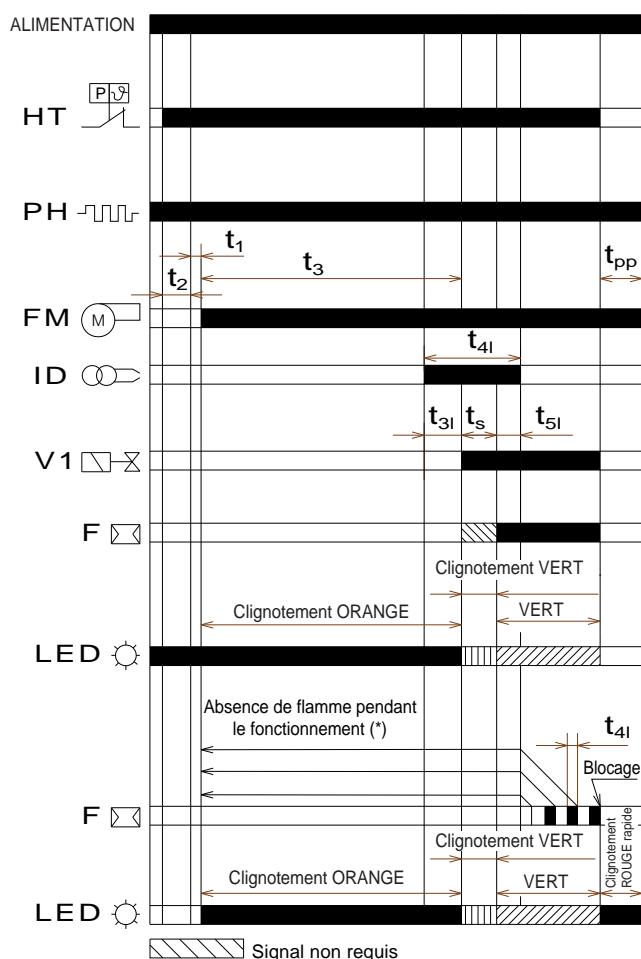 ALIMENTATION
P
HT
PH
t1
t3
tpp
t2
FM
M
t4l
ID
t3l
ts
t5l
V1
F
Clignotement VERT
Clignotement ORANGE
VERT
LED
Absence de flamme pendant
le fonctionnement (*)
t4l
Blocage
F
Clignotement VERT
Clignotement
ROUGE rapide
Clignotement ORANGE
VERT
LED
Signal non requis